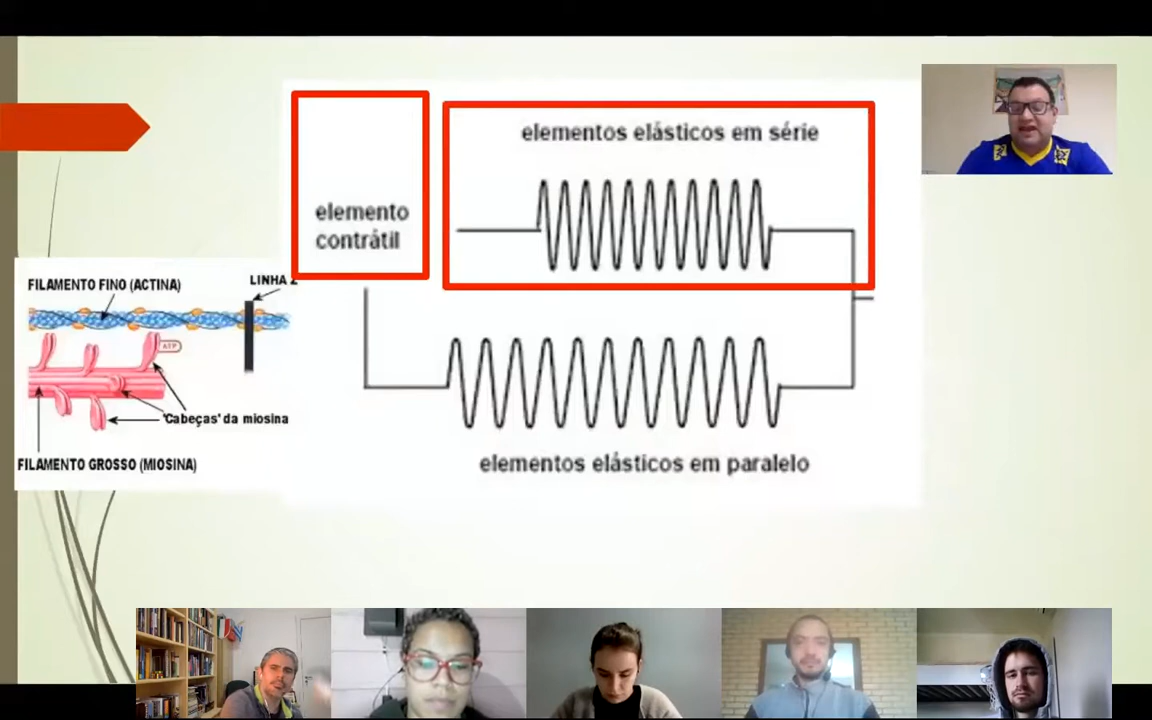 elementos elásticos em série
elemento
contrátil
FILAMENTO FINO (ACTINA)
LINHA Z
ATP
'Cabeças' da miosina
FILAMENTO GROSSO (MIOSINA)
elementos elásticos em paralelo